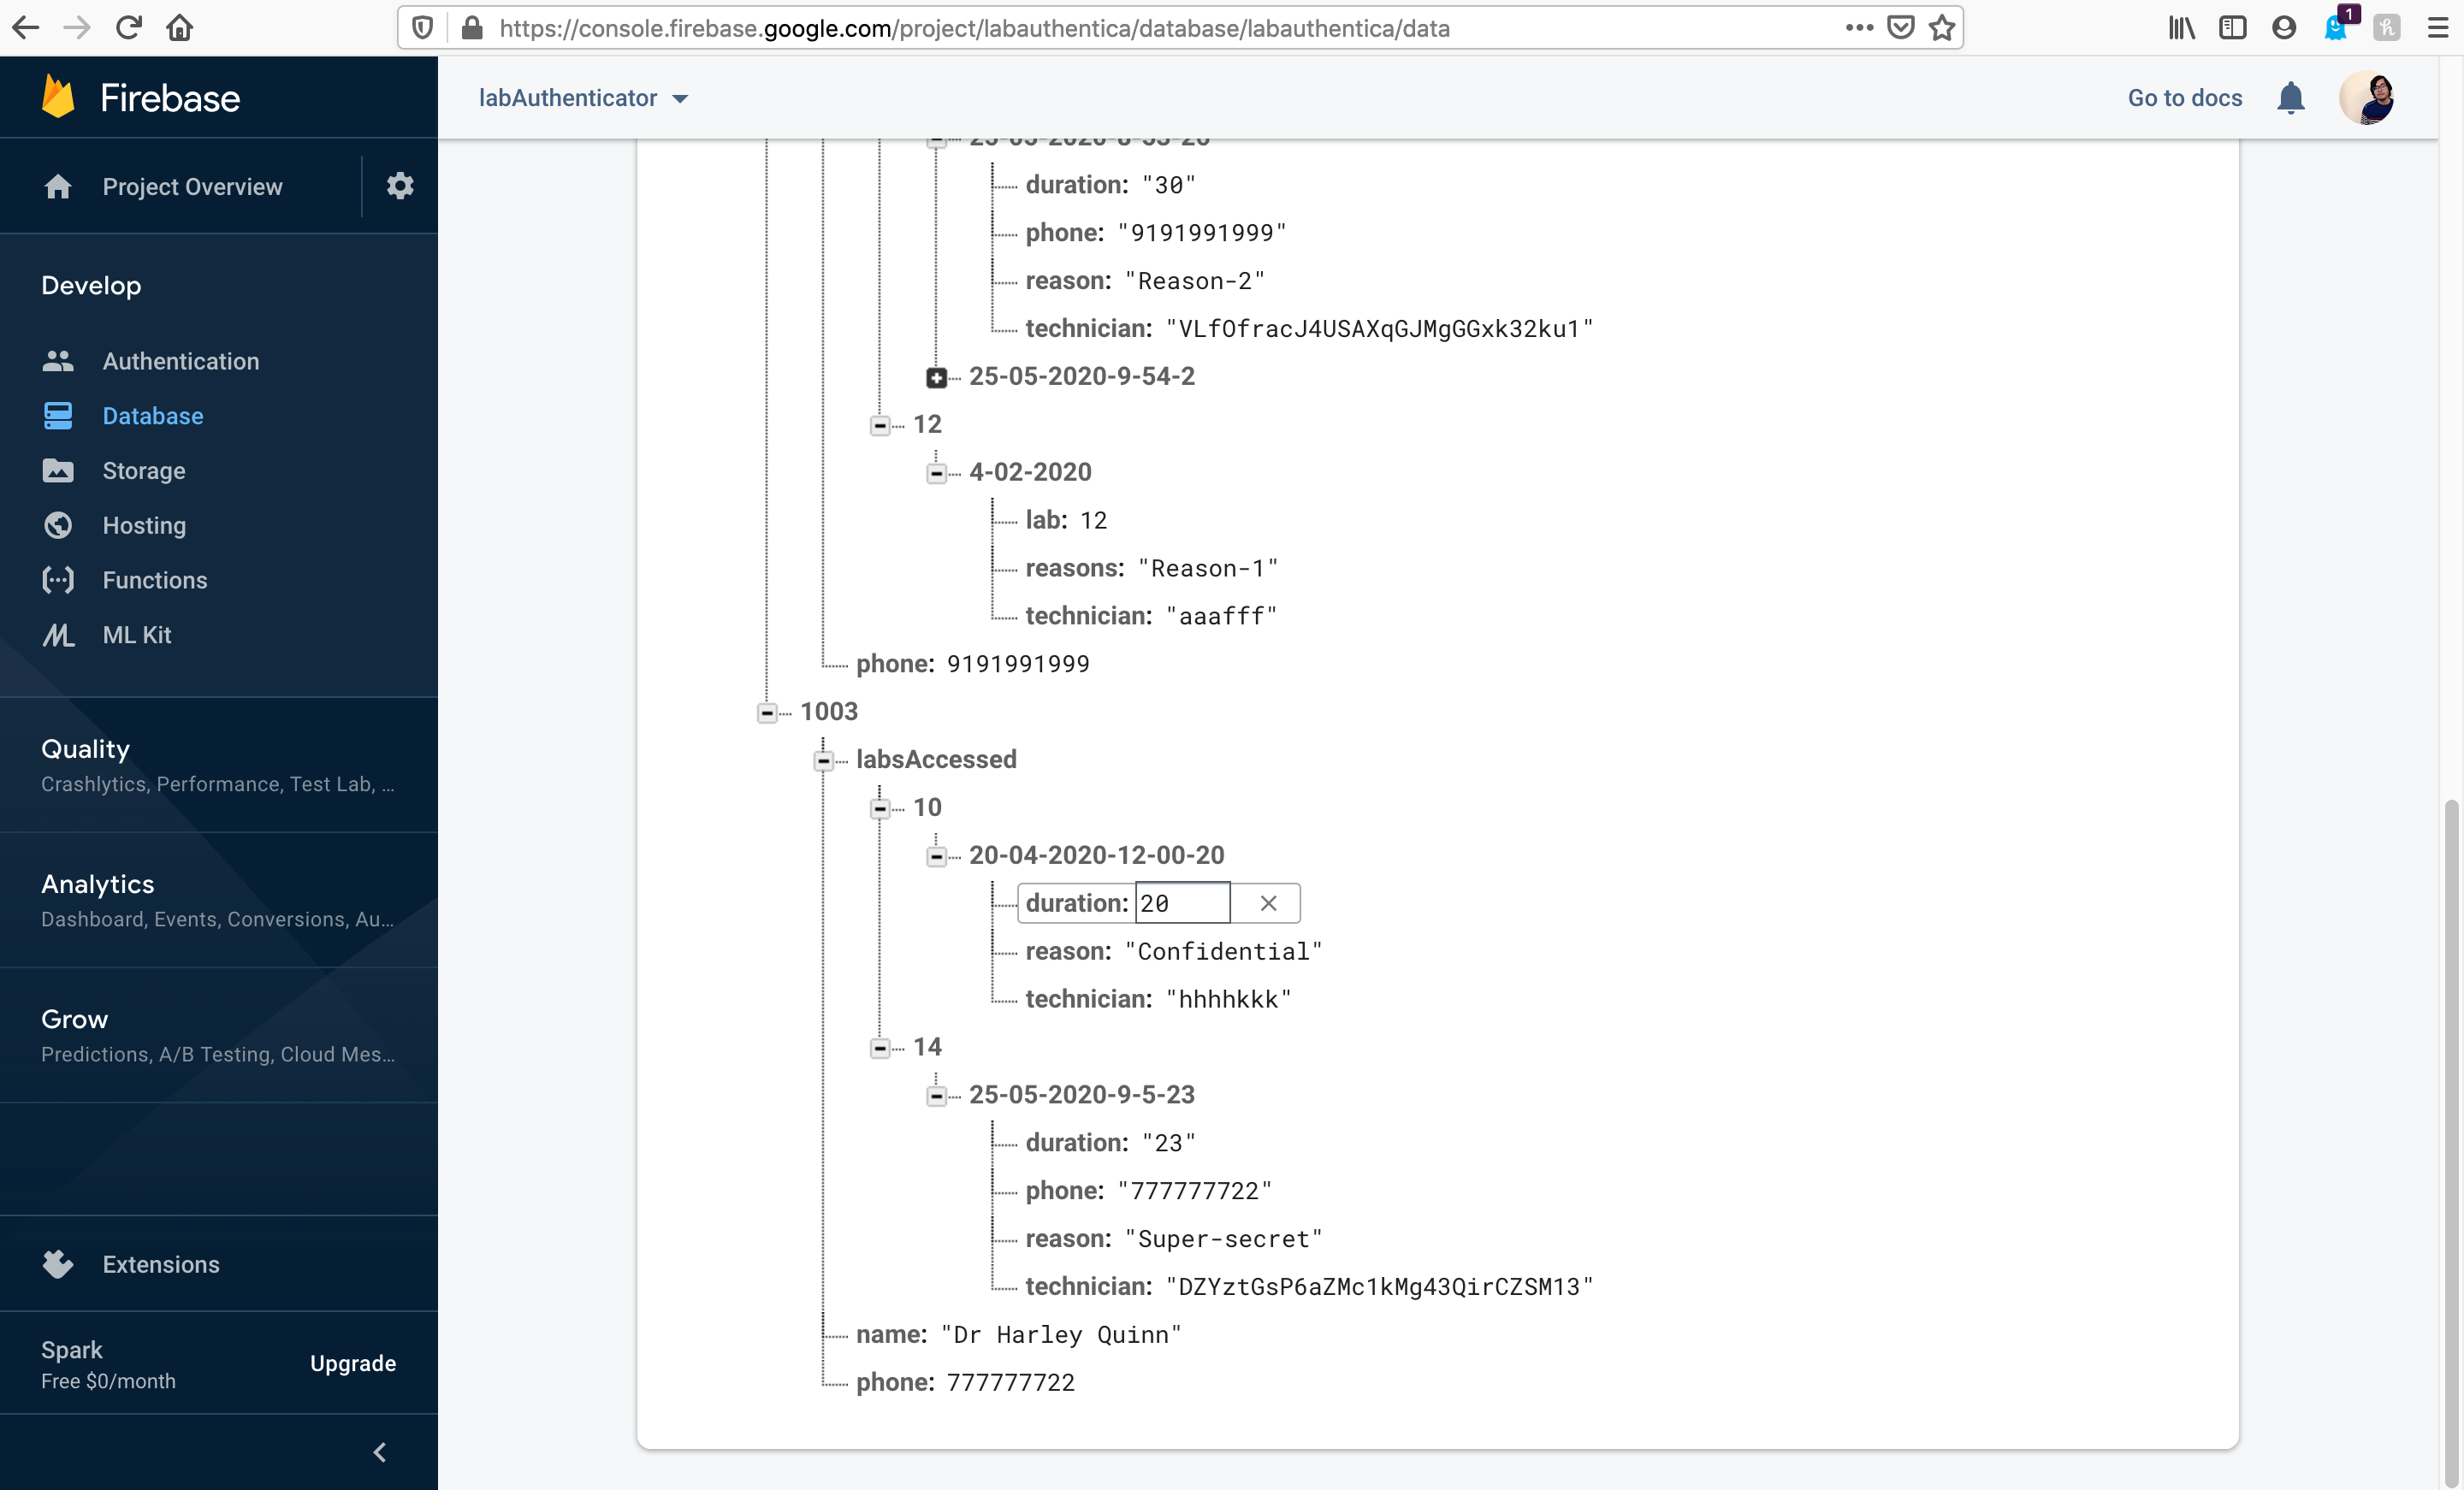 https://console.firebase.google.com/project/labauthentica/database/labauthentica/data
1
Firebase
labAuthenticator
Go to docs
Project Overview
Develop
Authentication
Database
Storage
Hosting
Functions
ML Kit
Quality
Crashlytics, Performance, Test Lab, ...
Analytics
Dashboard, Events, Conversions, Au...
Grow
Predictions, A/B Testing, Cloud Mes...
Extensions
Spark
Free $0/month
Upgrade
duration: "30"
phone: "9191991999"
reason: "Reason-2"
technician: "VLfOfracJ4USAXqGJMgGGxk32ku1"
25-05-2020-9-54-2
12
4-02-2020
lab: 12
reasons: "Reason-1"
technician: "aaafff"
phone: 9191991999
1003
labsAccessed
10
20-04-2020-12-00-20
duration: 20
reason: "Confidential"
technician: "hhhhkkk"
14
25-05-2020-9-5-23
duration: "23"
phone: "777777722"
reason: "Super-secret"
technician: "DZYztGsP6aZMc1kMg43QirCZSM13"
name: "Dr Harley Quinn"
phone: 777777722